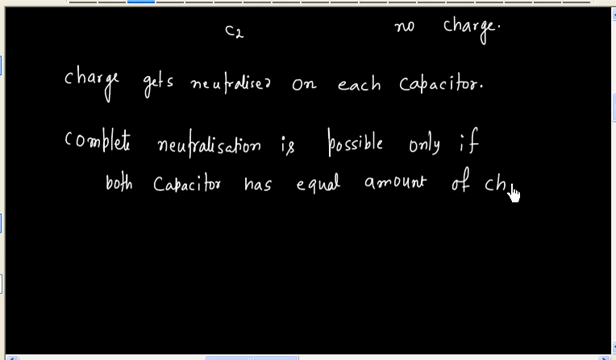 C2 no charge.
charge gets neutralised on each Capacitor.
Complete neutralisation is possible only if
both Capacitor has equal amount of ch